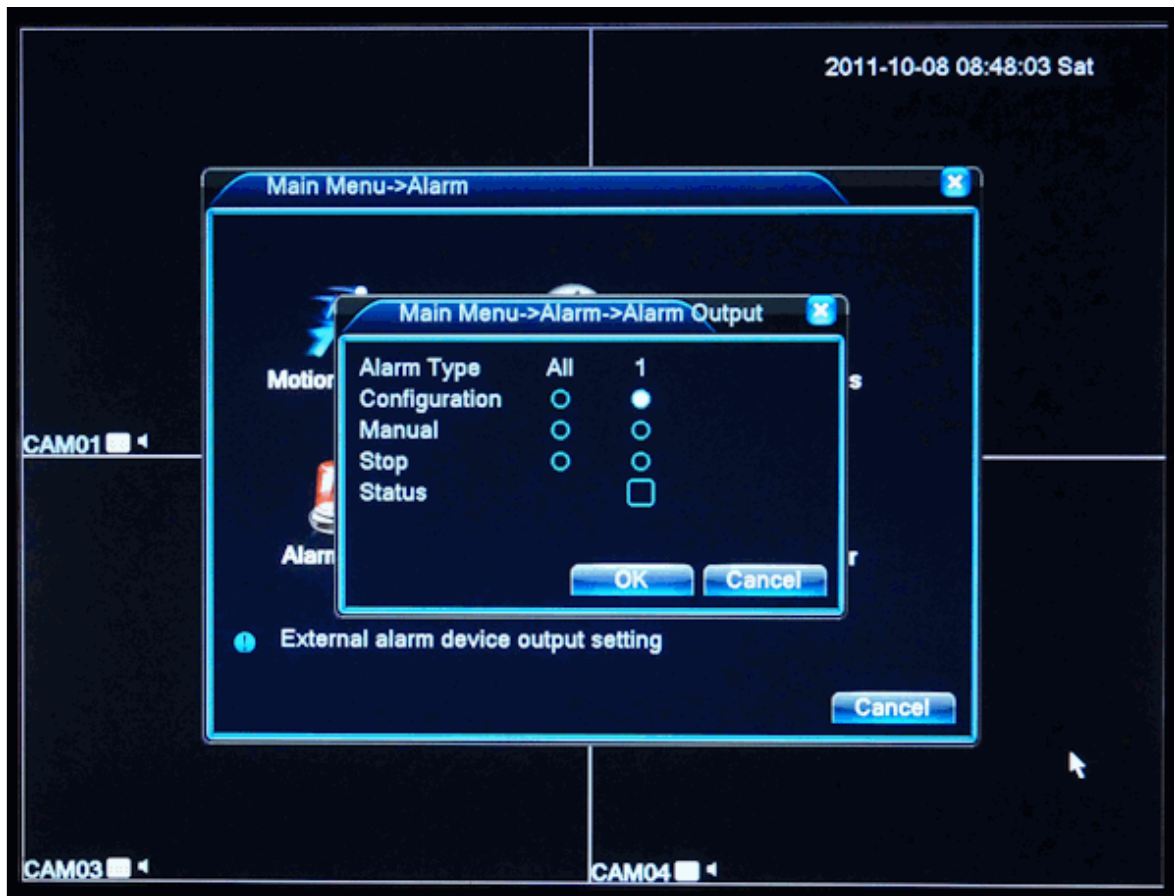 2011-10-08 08:48:03 Sat
Main Menu->Alarm
Main Menu->Alarm->Alarm Output
Alarm Type All 1
Configuration
Manual
Stop
Status
OK Cancel
External alarm device output setting
Cancel
CAM01
CAM03
CAM04